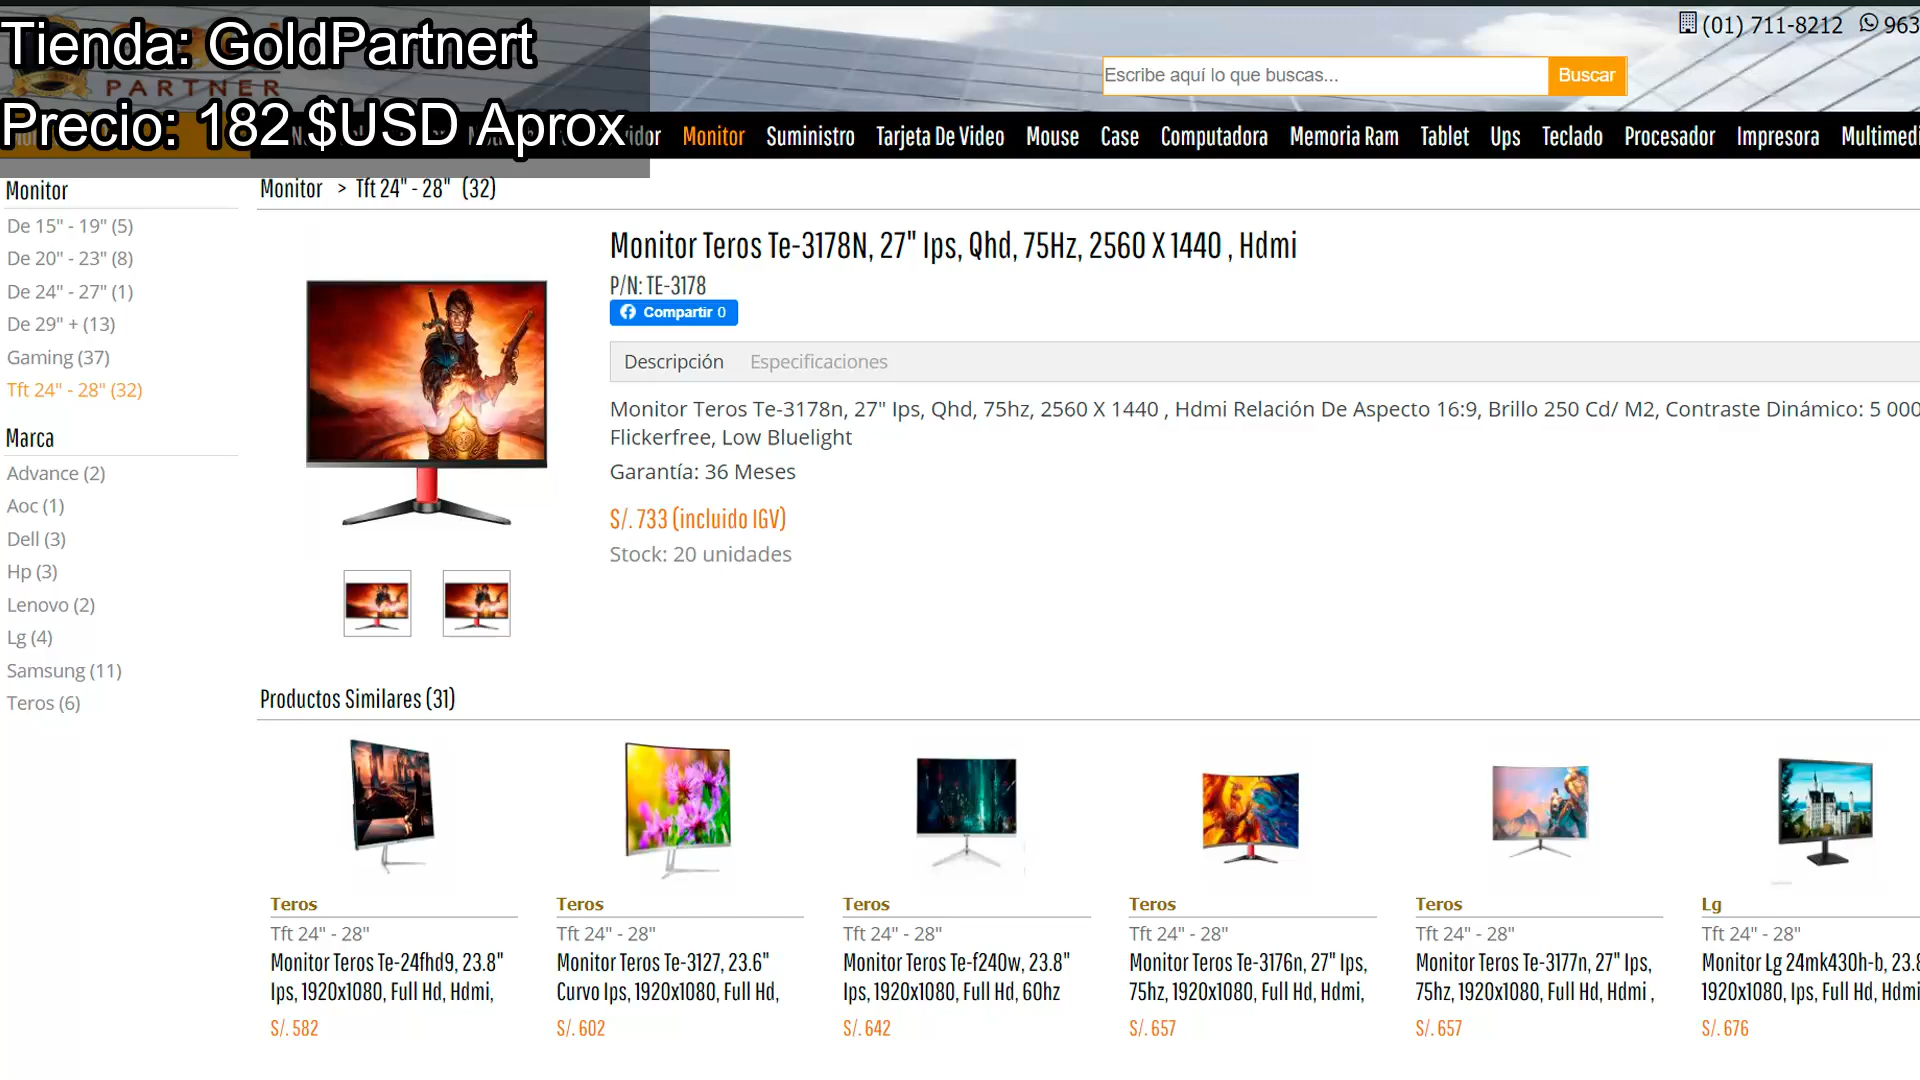 Tienda: GoldPartnert
PARTNER
Precio: 182 $USD Aprox
(01) 711-8212 963
Escribe aquí lo que buscas... Buscar
Monitor Suministro Tarjeta De Video Mouse Case Computadora Memoria Ram Tablet Ups Teclado Procesador Impresora Multimedi
Monitor
De 15" - 19" (5)
De 20" - 23" (8)
De 24" - 27" (1)
De 29" + (13)
Gaming (37)
Tft 24" - 28" (32)
Marca
Advance (2)
Aoc (1)
Dell (3)
Hp (3)
Lenovo (2)
Lg (4)
Samsung (11)
Teros (6)
Monitor > Tft 24" - 28" (32)
Monitor Teros Te-3178N, 27" Ips, Qhd, 75Hz, 2560 X 1440 , Hdmi
P/N: TE-3178
Compartir 0
Descripción Especificaciones
Monitor Teros Te-3178n, 27" Ips, Qhd, 75hz, 2560 X 1440 , Hdmi Relación De Aspecto 16:9, Brillo 250 Cd/ M2, Contraste Dinámico: 5 000
Flickerfree, Low Bluelight
Garantía: 36 Meses
S/. 733 (incluido IGV)
Stock: 20 unidades
Productos Similares (31)
Teros
Tft 24" - 28"
Monitor Teros Te-24fhd9, 23.8"
Ips, 1920x1080, Full Hd, Hdmi,
S/. 582
Teros
Tft 24" - 28"
Monitor Teros Te-3127, 23.6"
Curvo Ips, 1920x1080, Full Hd,
S/. 602
Teros
Tft 24" - 28"
Monitor Teros Te-f240w, 23.8"
Ips, 1920x1080, Full Hd, 60hz
S/. 642
Teros
Tft 24" - 28"
Monitor Teros Te-3176n, 27" Ips,
75hz, 1920x1080, Full Hd, Hdmi,
S/. 657
Teros
Tft 24" - 28"
Monitor Teros Te-3177n, 27" Ips,
75hz, 1920x1080, Full Hd, Hdmi ,
S/. 657
Lg
Tft 24" - 28"
Monitor Lg 24mk430h-b, 23.8
1920x1080, Ips, Full Hd, Hdmi
S/. 676